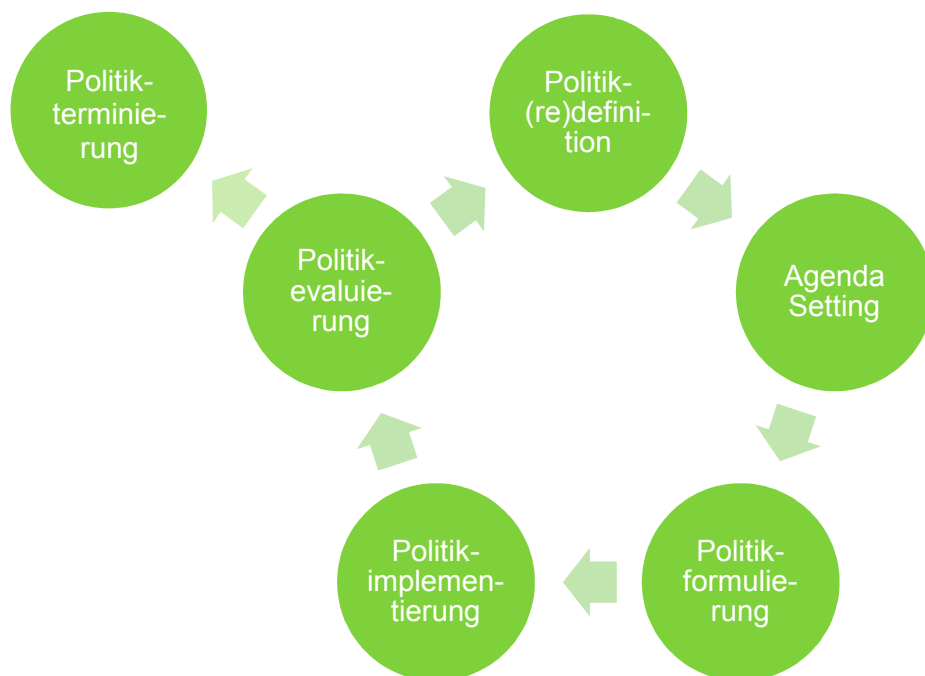 Politik-
terminie-
rung
Politik-
(re)defini-
tion
Politik-
evaluie-
rung
Agenda
Setting
Politik-
implemen-
tierung
Politik-
formulie-
rung